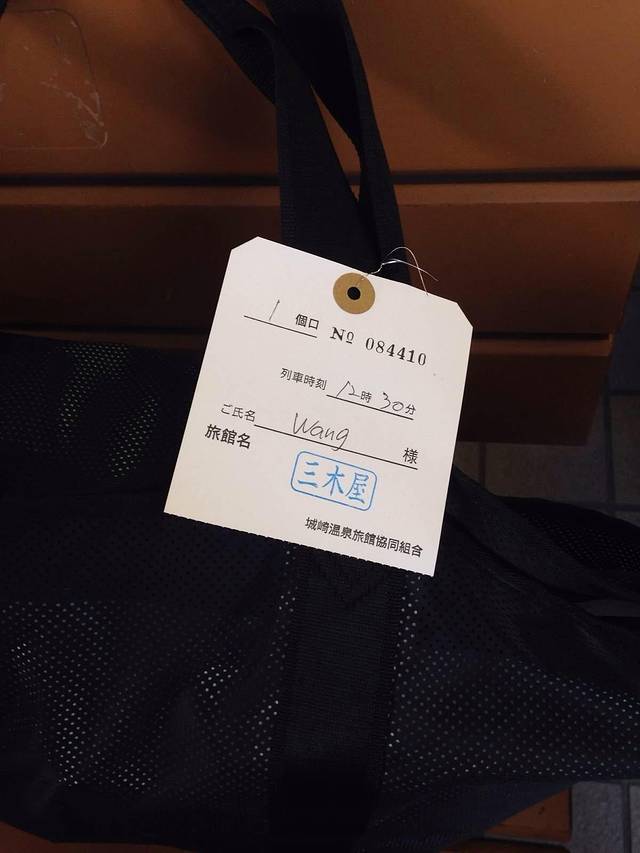 1 個口 No 084410
列車時刻 12時 30分
ご氏名 Wang 様
旅館名 三木屋
城崎温泉旅館協同組合